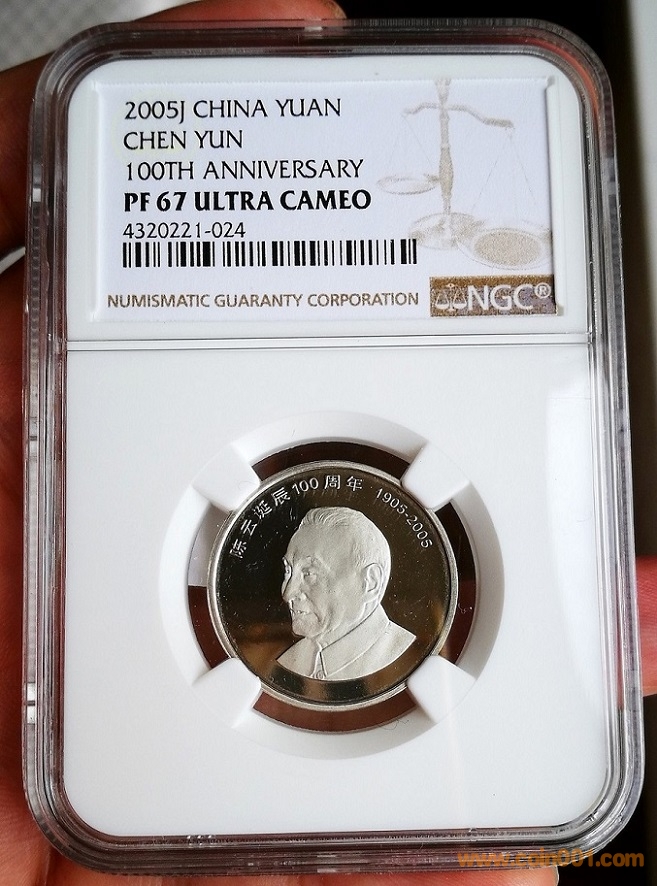 2005J CHINA YUAN
CHEN YUN
100TH ANNIVERSARY
PF 67 ULTRA CAMEO
4320221-024
NUMISMATIC GUARANTY CORPORATION
NGC®
陈云诞辰100周年 1905-2005
www.cnlb001.com